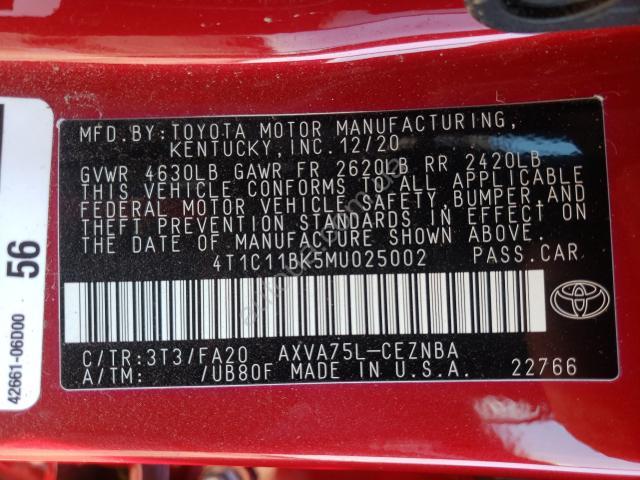 MFD.BY:TOYOTA MOTOR MANUFACTURING,
KENTUCKY,INC.12/20
GVWR 4630LB GAWR FR 2620LB RR 2420LB
THIS VEHICLE CONFORMS TO ALL APPLICABLE
FEDERAL MOTOR VEHICLE SAFETY,BUMPER,AND
THEFT PREVENTION STANDARDS IN EFFECT ON
THE DATE OF MANUFACTURE SHOWN ABOVE.
4T1C11BK5MU025002 PASS.CAR
C/TR:3T3/FA20 AXVA75L-CEZNBA
A/TM: /UB80F MADE IN U.S.A. 22766
56
42661-06D00